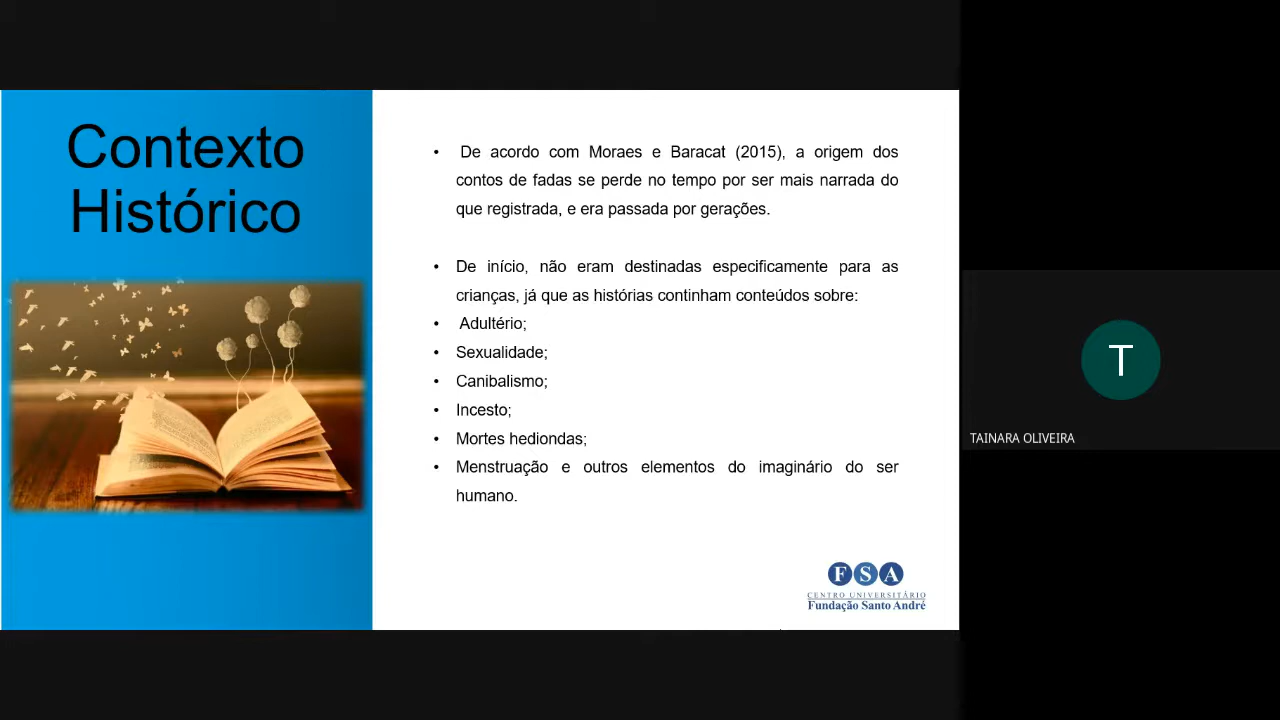 Contexto
Histórico
• De acordo com Moraes e Baracat (2015), a origem dos
contos de fadas se perde no tempo por ser mais narrada do
que registrada, e era passada por gerações.
• De início, não eram destinadas especificamente para as
crianças, já que as histórias continham conteúdos sobre:
• Adultério;
• Sexualidade;
• Canibalismo;
• Incesto;
• Mortes hediondas;
• Menstruação e outros elementos do imaginário do ser
humano.
FSA
CENTRO UNIVERSITÁRIO
Fundação Santo André
T
TAINARA OLIVEIRA